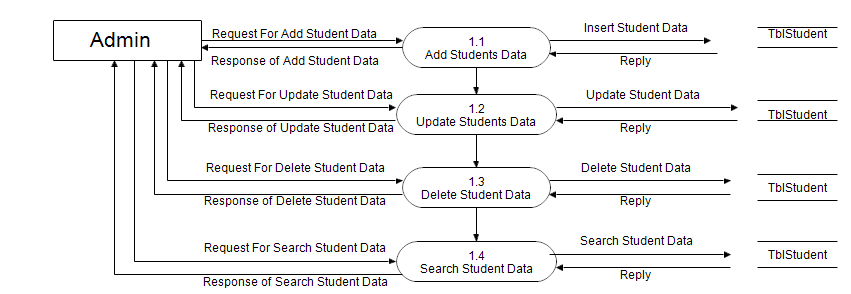 Admin
Request For Add Student Data
Response of Add Student Data
1.1
Add Students Data
Insert Student Data
Reply
TblStudent
Request For Update Student Data
Response of Update Student Data
1.2
Update Students Data
Update Student Data
Reply
TblStudent
Request For Delete Student Data
Response of Delete Student Data
1.3
Delete Student Data
Delete Student Data
Reply
TblStudent
Request For Search Student Data
Response of Search Student Data
1.4
Search Student Data
Search Student Data
Reply
TblStudent